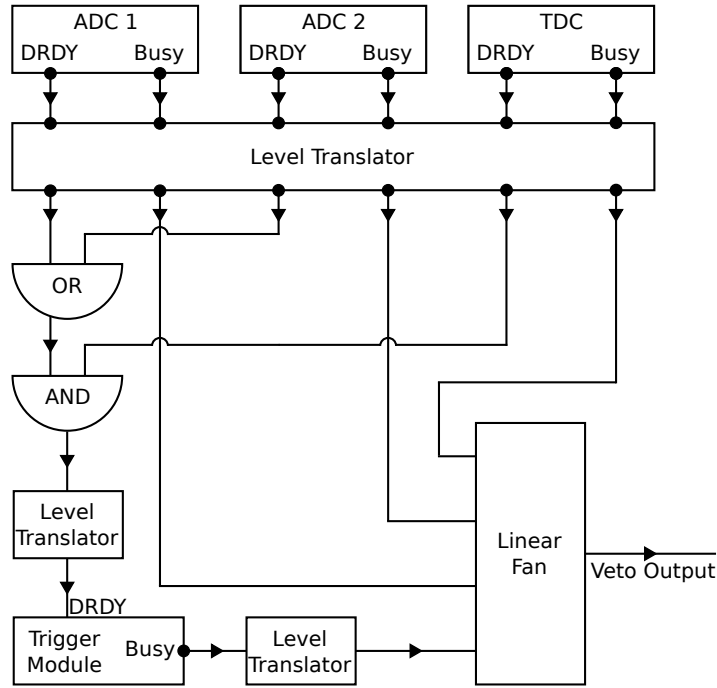 ADC 1
DRDY Busy
ADC 2
DRDY Busy
TDC
DRDY Busy
Level Translator
OR
AND
Level
Translator
DRDY
Trigger
Module
Busy
Level
Translator
Linear
Fan
Veto Output